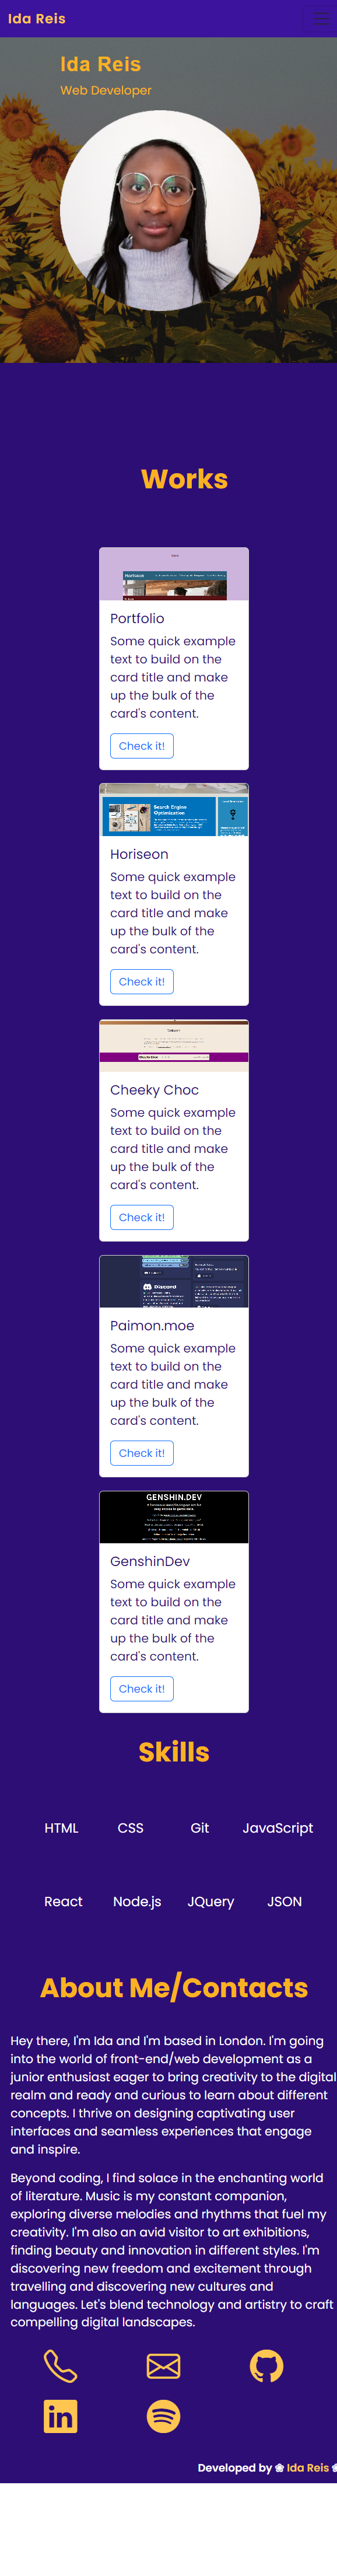 Ida Reis
Ida Reis
Web Developer
Works
Portfolio
Some quick example
text to build on the
card title and make
up the bulk of the
card's content.
Check it!
Search Engine
Optimization
Horiseon
Some quick example
text to build on the
card title and make
up the bulk of the
card's content.
Check it!
Cheeky Choc
Some quick example
text to build on the
card title and make
up the bulk of the
card's content.
Check it!
Discord
Paimon.moe
Some quick example
text to build on the
card title and make
up the bulk of the
card's content.
Check it!
GENSHIN.DEV
GenshinDev
Some quick example
text to build on the
card title and make
up the bulk of the
card's content.
Check it!
Skills
HTML CSS Git JavaScript
React Node.js JQuery JSON
About Me/Contacts
Hey there, I'm Ida and I'm based in London. I'm going
into the world of front-end/web development as a
junior enthusiast eager to bring creativity to the digital
realm and ready and curious to learn about different
concepts. I thrive on designing captivating user
interfaces and seamless experiences that engage
and inspire.
Beyond coding, I find solace in the enchanting world
of literature. Music is my constant companion,
exploring diverse melodies and rhythms that fuel my
creativity. I'm also an avid visitor to art exhibitions,
finding beauty and innovation in different styles. I'm
discovering new freedom and excitement through
travelling and discovering new cultures and
languages. Let's blend technology and artistry to craft
compelling digital landscapes.
in
Developed by ❀ Ida Reis ❀